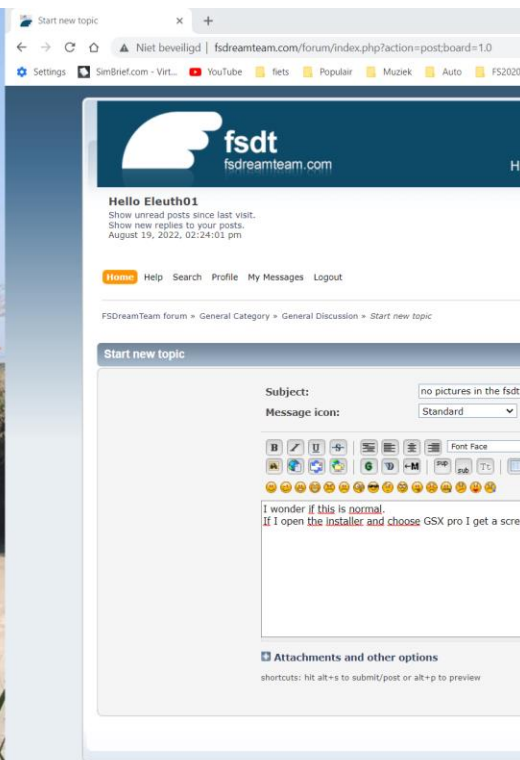 Start new topic
Niet beveiligd | fsdreamteam.com/forum/index.php?action=post;board=1.0
Settings SimBrief.com - Virt... YouTube fiets Populair Muziek Auto FS2020
fsdt
fsdreamteam.com
H
Hello Eleuth01
Show unread posts since last visit.
Show new replies to your posts.
August 19, 2022, 02:24:01 pm
Home Help Search Profile My Messages Logout
FSDreamTeam forum » General Category » General Discussion » Start new topic
Start new topic
Subject: no pictures in the fsdt
Message icon: Standard
B I U S Font Face
G M sup sub Tt
I wonder if this is normal.
If I open the installer and choose GSX pro I get a scre
Attachments and other options
shortcuts: hit alt+s to submit/post or alt+p to preview